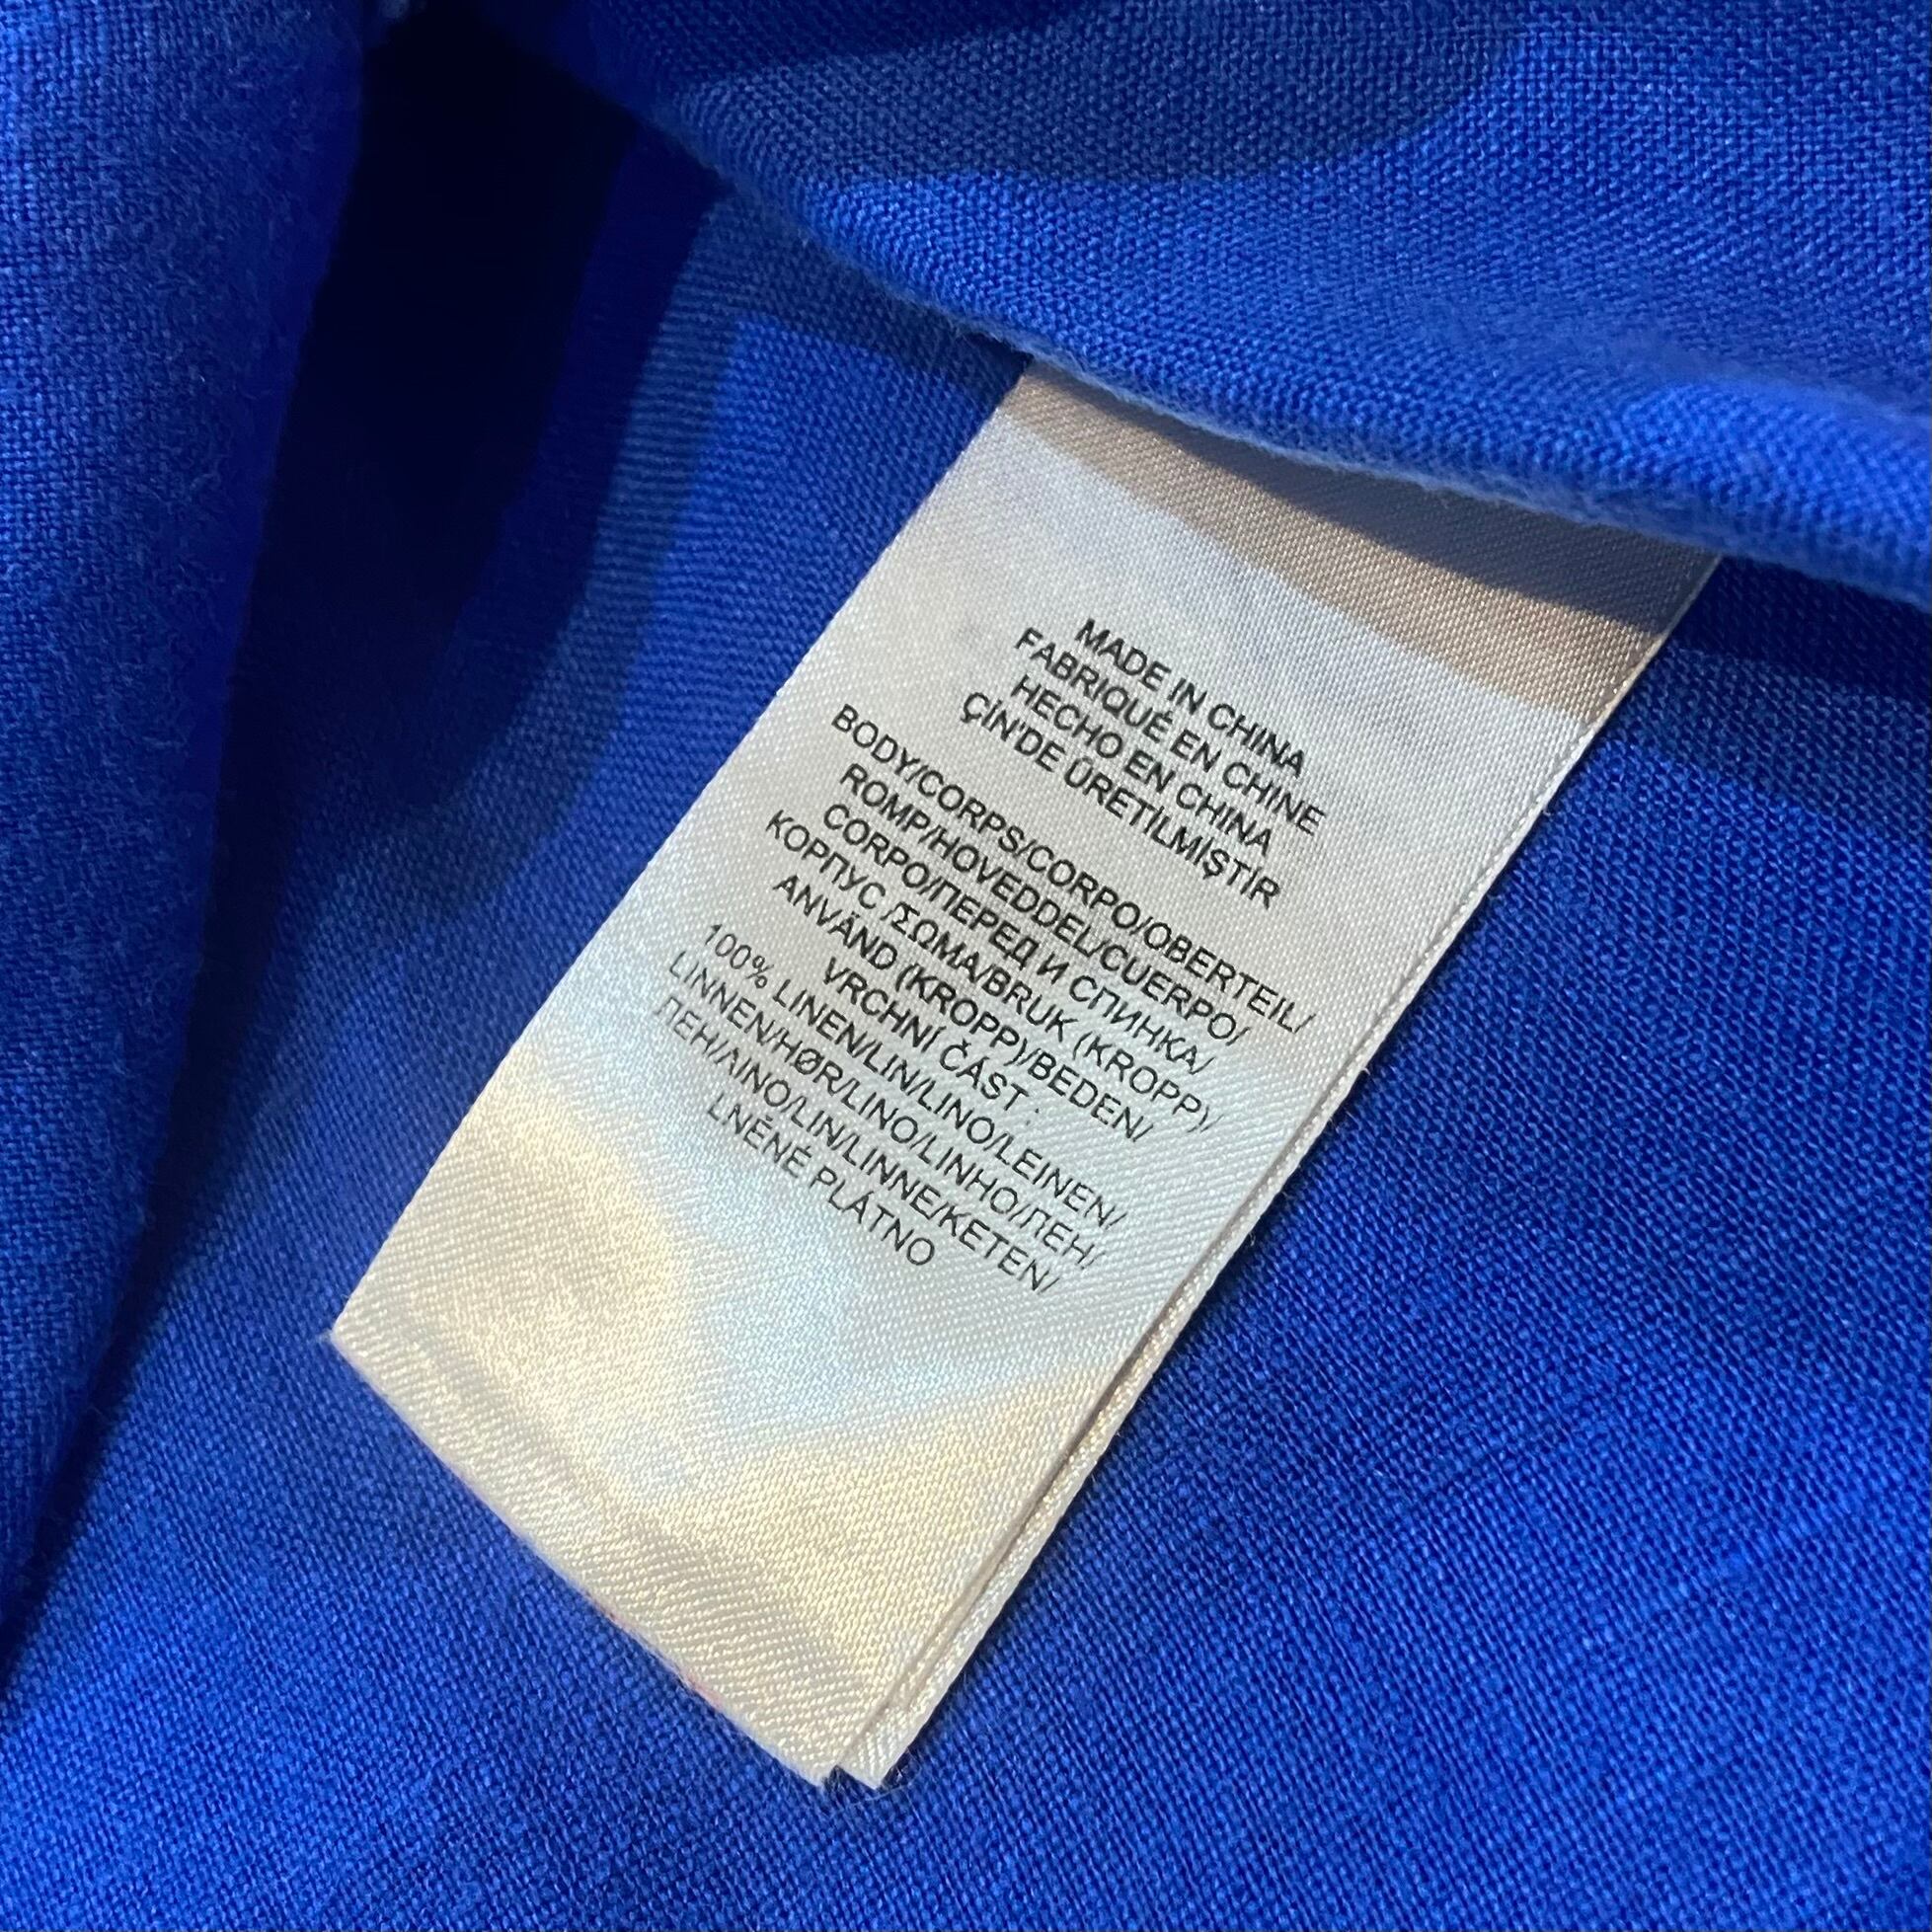 MADE IN CHINA
FABRIQUÉ EN CHINE
HECHO EN CHINA
ÇİN'DE ÜRETİLMİŞTİR
BODY/CORPS/CORPO/OBERTEIL/
ROMP/HOVEDDEL/CUERPO/
CORPO/ПЕРЕД И СПИНКА/
КОРПУС /ΣΩΜΑ/BRUK (KROPP)/
ANVÄND (KROPP)/BEDEN/
VRCHNÍ ČÁST :
100% LINEN/LIN/LINO/LEINEN/
LINNEN/HØR/LINO/LINHO/ЛЕН/
ЛЕН/ΛΙΝΟ/LIN/LINNE/KETEN/
LNĚNÉ PLÁTNO